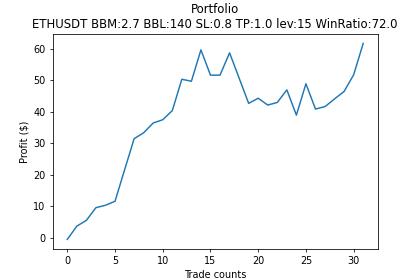 Portfolio
ETHUSDT BBM:2.7 BBL:140 SL:0.8 TP:1.0 lev:15 WinRatio:72.0
60
50
40
30
20
10
0
Profit ($)
0 5 10 15 20 25 30
Trade counts